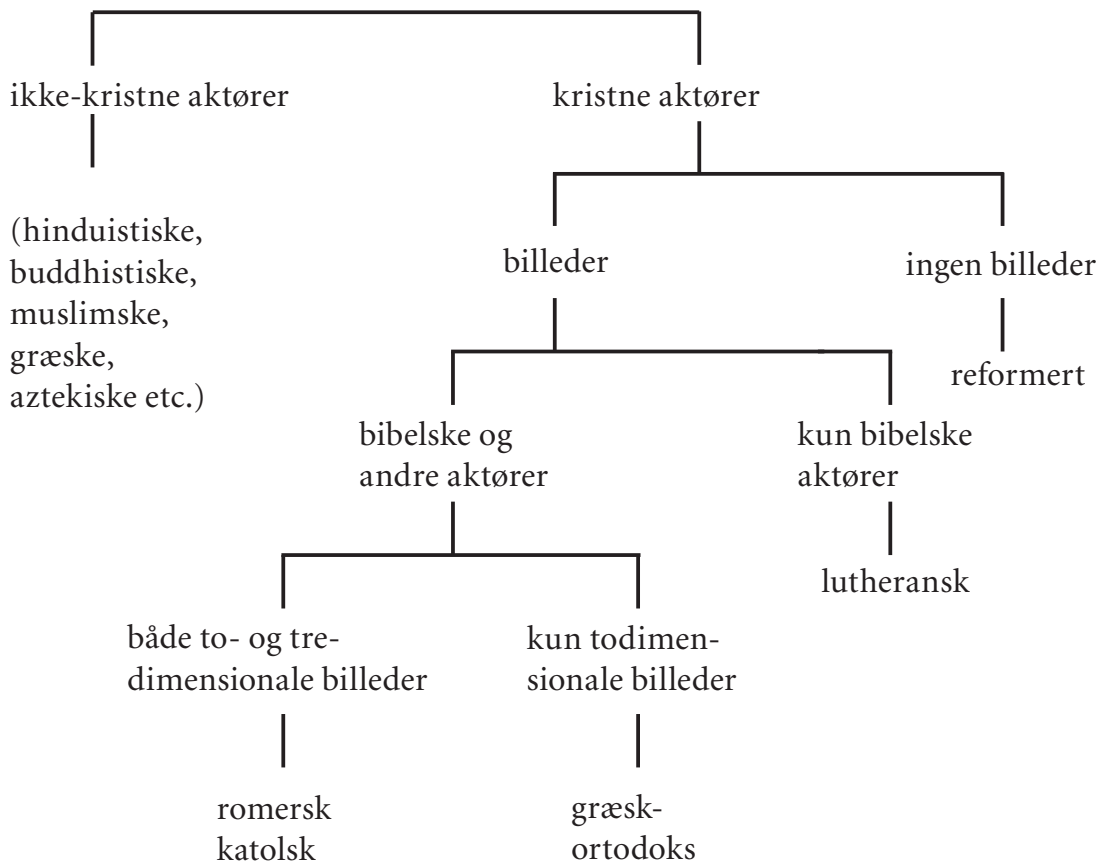 ikke-kristne aktører
kristne aktører
(hinduistiske,
buddhistiske,
muslimske,
græske,
aztekiske etc.)
billeder
ingen billeder
reformert
bibelske og
andre aktører
kun bibelske
aktører
lutheransk
både to- og tre-
dimensionale billeder
kun todimen-
sionale billeder
romersk
katolsk
græsk-
ortodoks